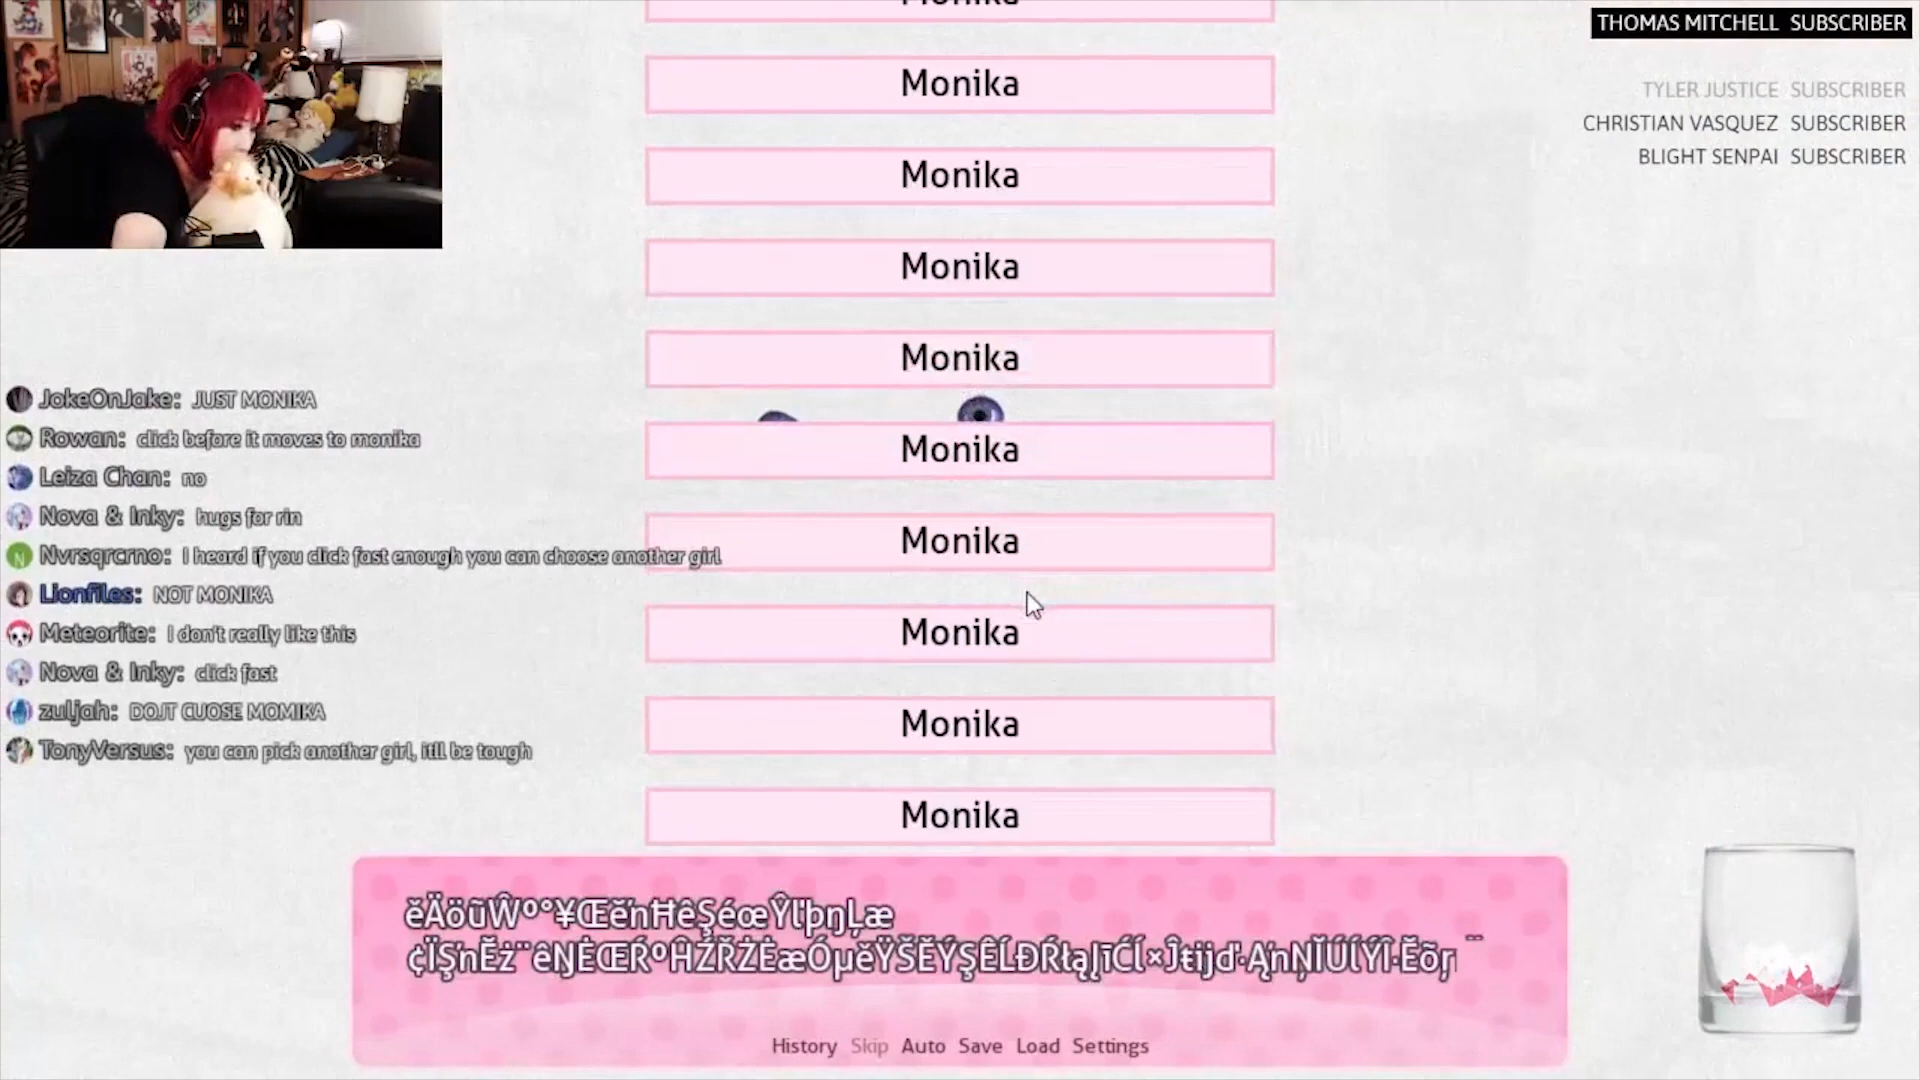 Monika
THOMAS MITCHELL SUBSCRIBER
Monika
TYLER JUSTICE SUBSCRIBER
CHRISTIAN VASQUEZ SUBSCRIBER
BLIGHT SENPAI SUBSCRIBER
Monika
Monika
Monika
JokeOnJake: JUST MONIKA
Rowan: click before it moves to monika
Monika
Leiza Chan: no
Nova & Inky: hugs for rin
Monika
Nvrsqrcrno: I heard if you click fast enough you can choose another girl
Lionfiles: NOT MONIKA
Meteorite: I don't really like this
Monika
Nova & Inky: click fast
zuljah: DOJT CUOSE MOMIKA
Monika
TonyVersus: you can pick another girl, itll be tough
Monika
History Skip Auto Save Load Settings